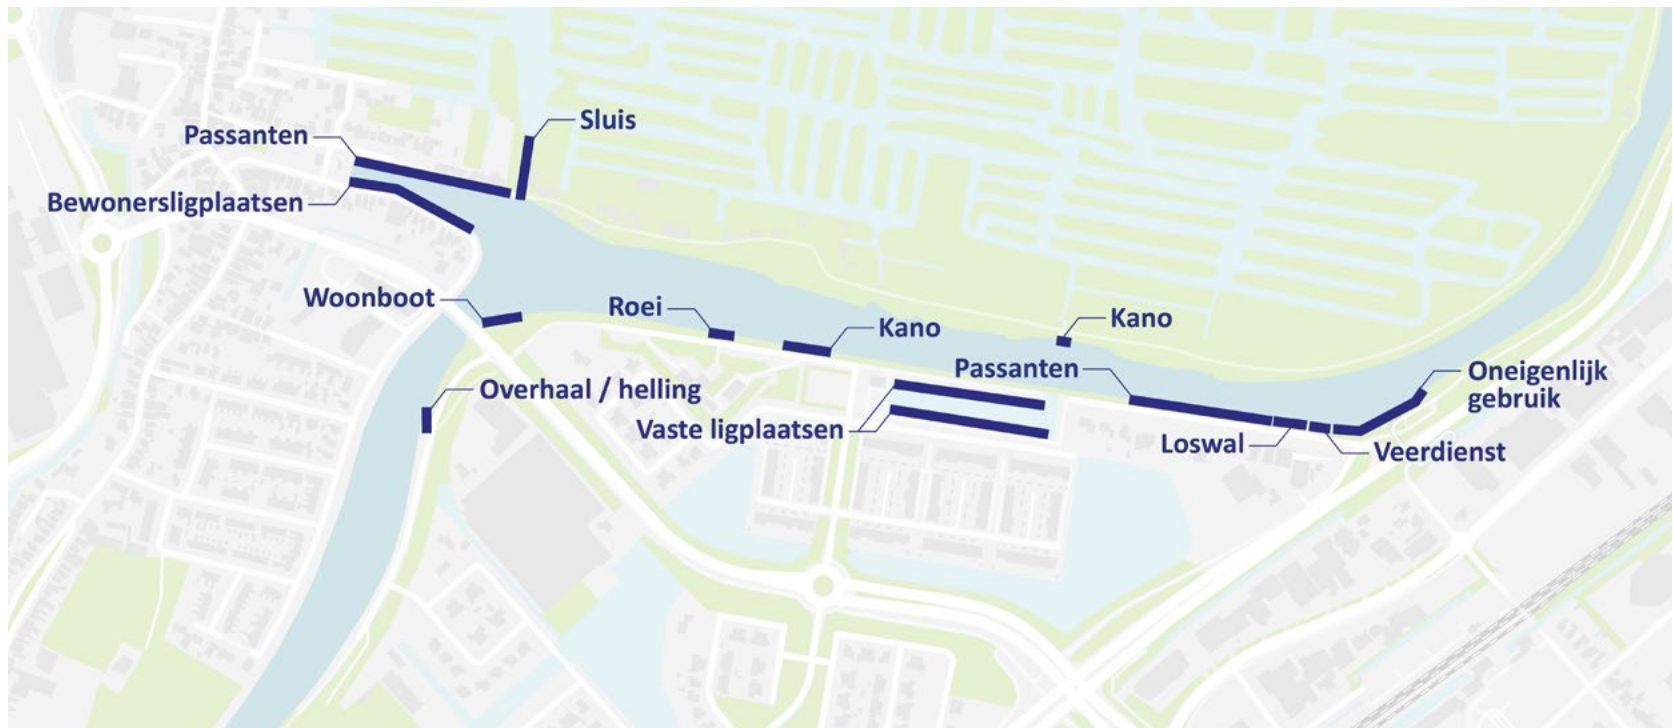 Sluis
Passanten
Bewonersligplaatsen
Woonboot
Roei
Kano
Kano
Passanten
Oneigenlijk
gebruik
Overhaal / helling
Vaste ligplaatsen
Loswal
Veerdienst